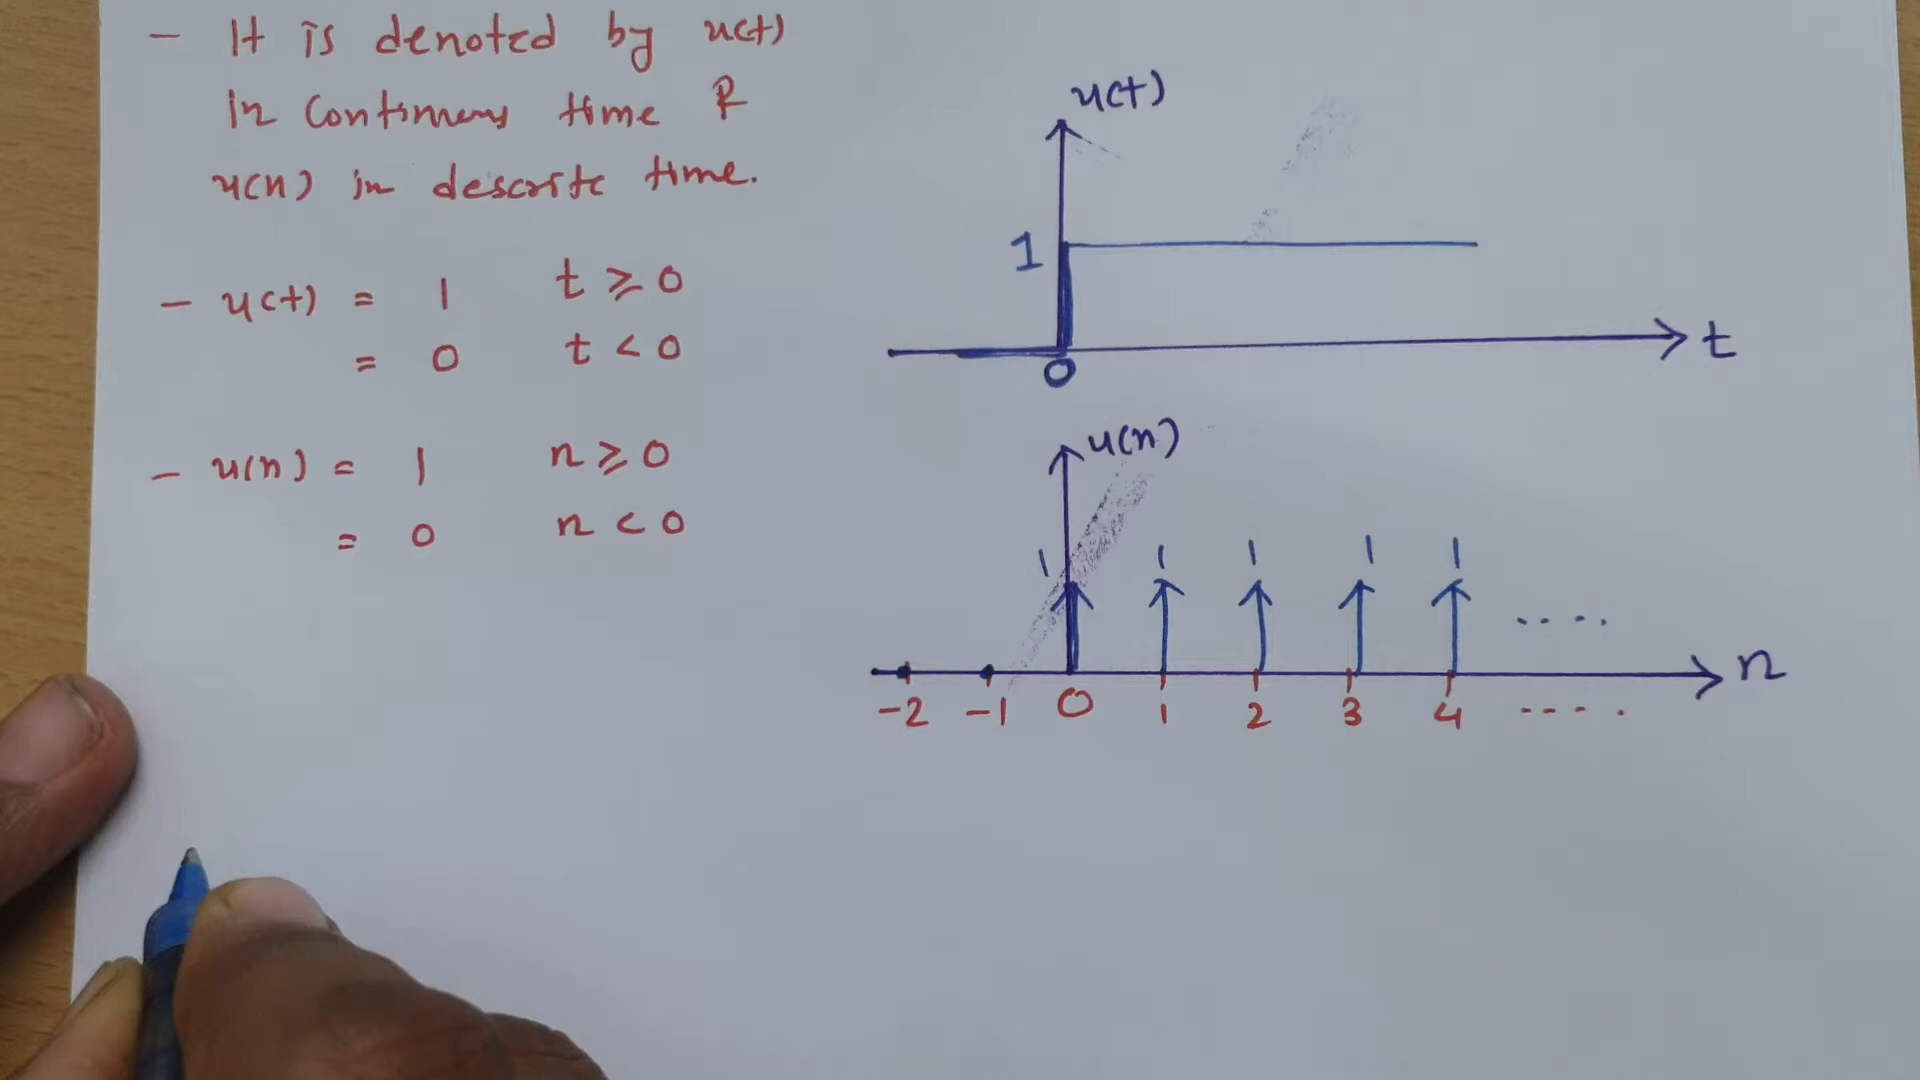 - It is denoted by u(t)
in continuous time &
u(n) in descrite time.
- u(t) = 1 t ≥ 0
= 0 t < 0
- u(n) = 1 n ≥ 0
= 0 n < 0
u(t)
1
0
t
u(n)
1 1 1 1 1 ....
n
-2 -1 0 1 2 3 4 ....